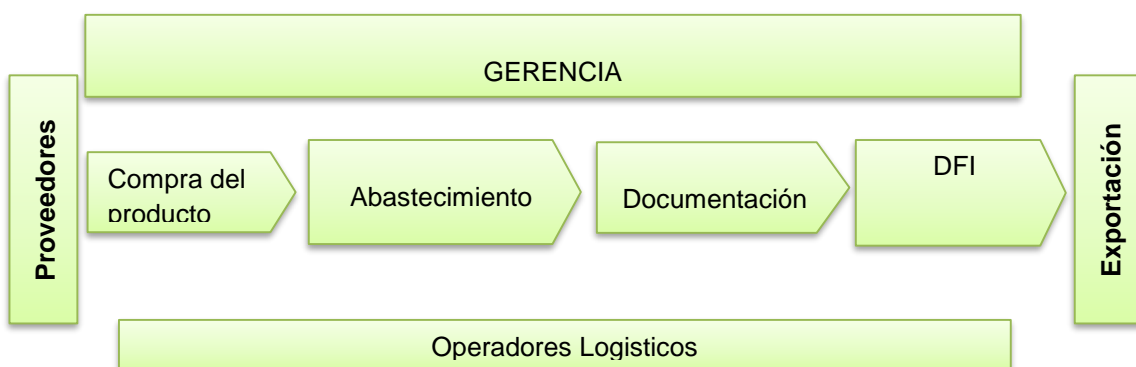 GERENCIA
Proveedores
Compra del
producto
Abastecimiento
Documentación
DFI
Exportación
Operadores Logisticos